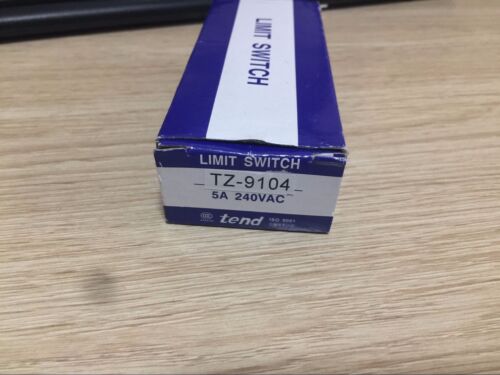 LIMIT SWITCH
LIMIT SWITCH
TZ-9104
5A 240VAC
tend
ISO 9001